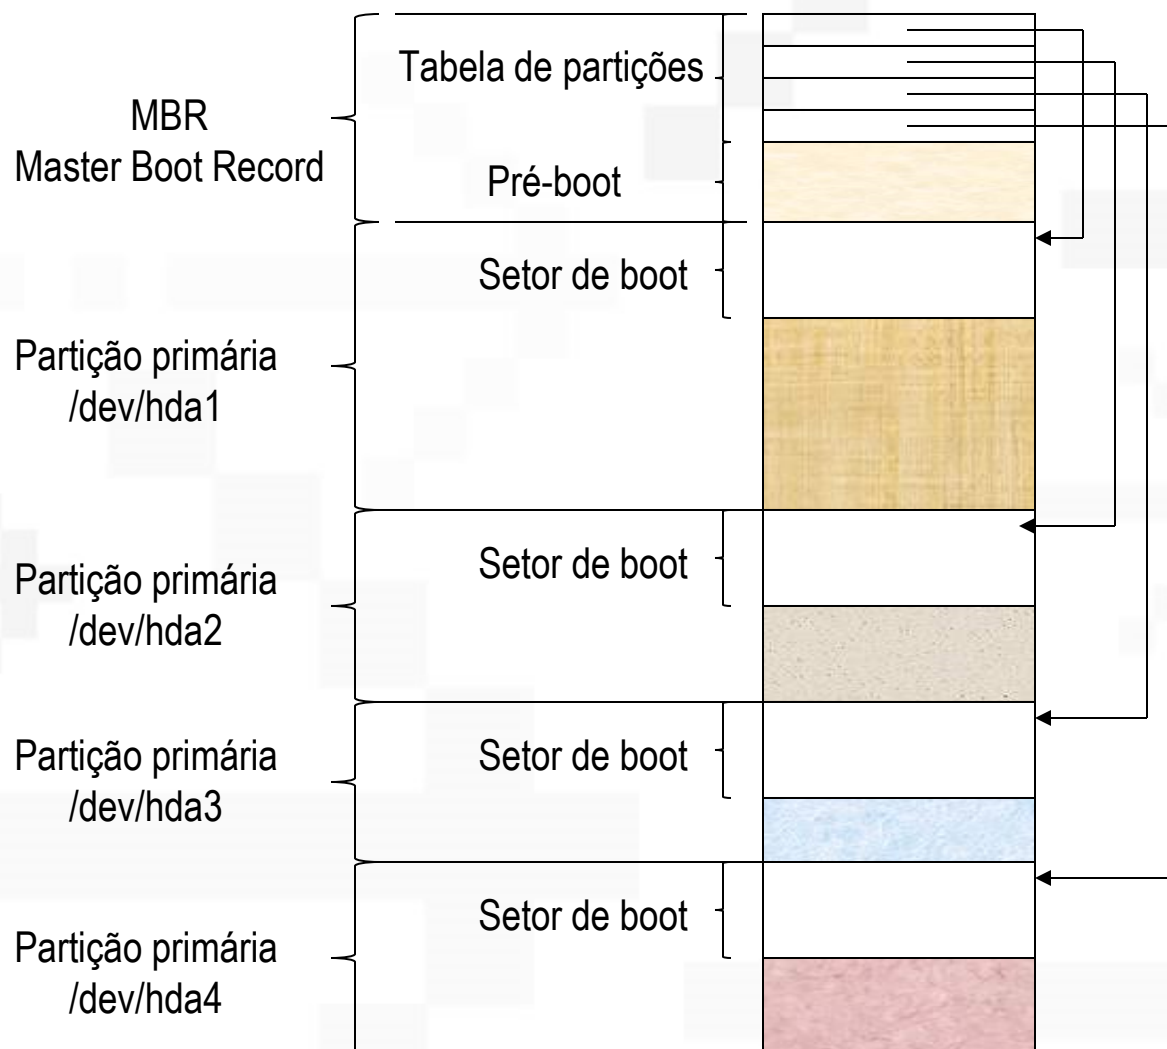 Tabela de partições
MBR
Master Boot Record
Pré-boot
Setor de boot
Partição primária
/dev/hda1
Setor de boot
Partição primária
/dev/hda2
Setor de boot
Partição primária
/dev/hda3
Setor de boot
Partição primária
/dev/hda4